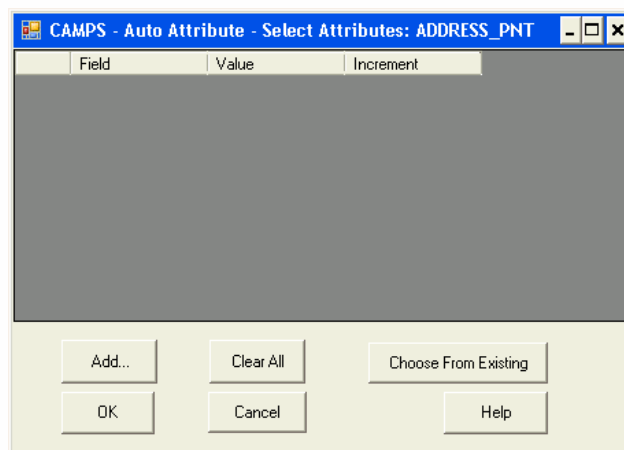 CAMPS - Auto Attribute - Select Attributes: ADDRESS_PNT
Field Value Increment
Add... Clear All Choose From Existing
OK Cancel Help